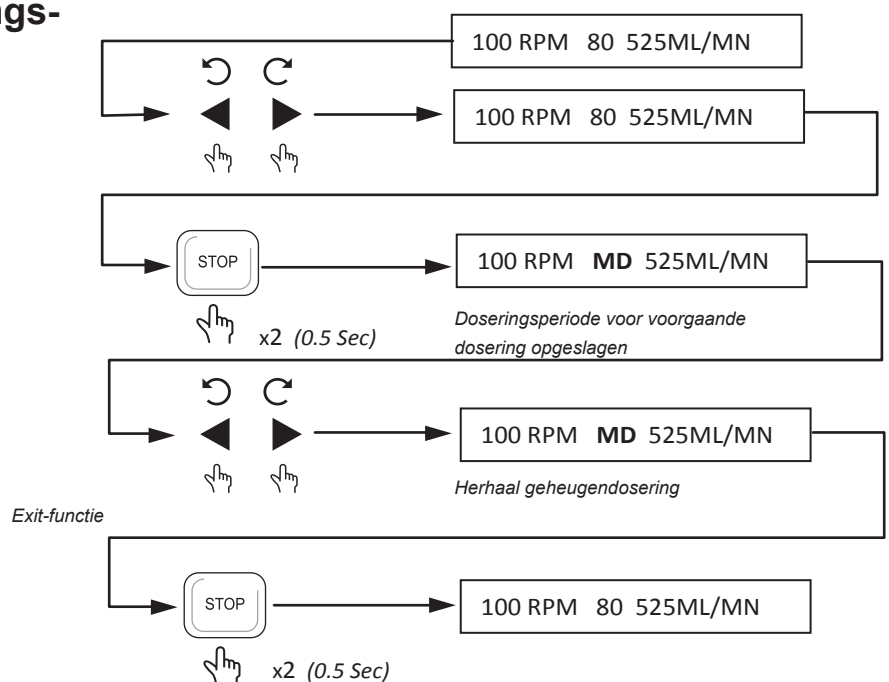 ngs-
100 RPM 80 525ML/MN
100 RPM 80 525ML/MN
STOP
100 RPM MD 525ML/MN
x2 (0.5 Sec)
Doseringsperiode voor voorgaande
dosering opgeslagen
100 RPM MD 525ML/MN
Herhaal geheugendosering
Exit-functie
STOP
100 RPM 80 525ML/MN
x2 (0.5 Sec)